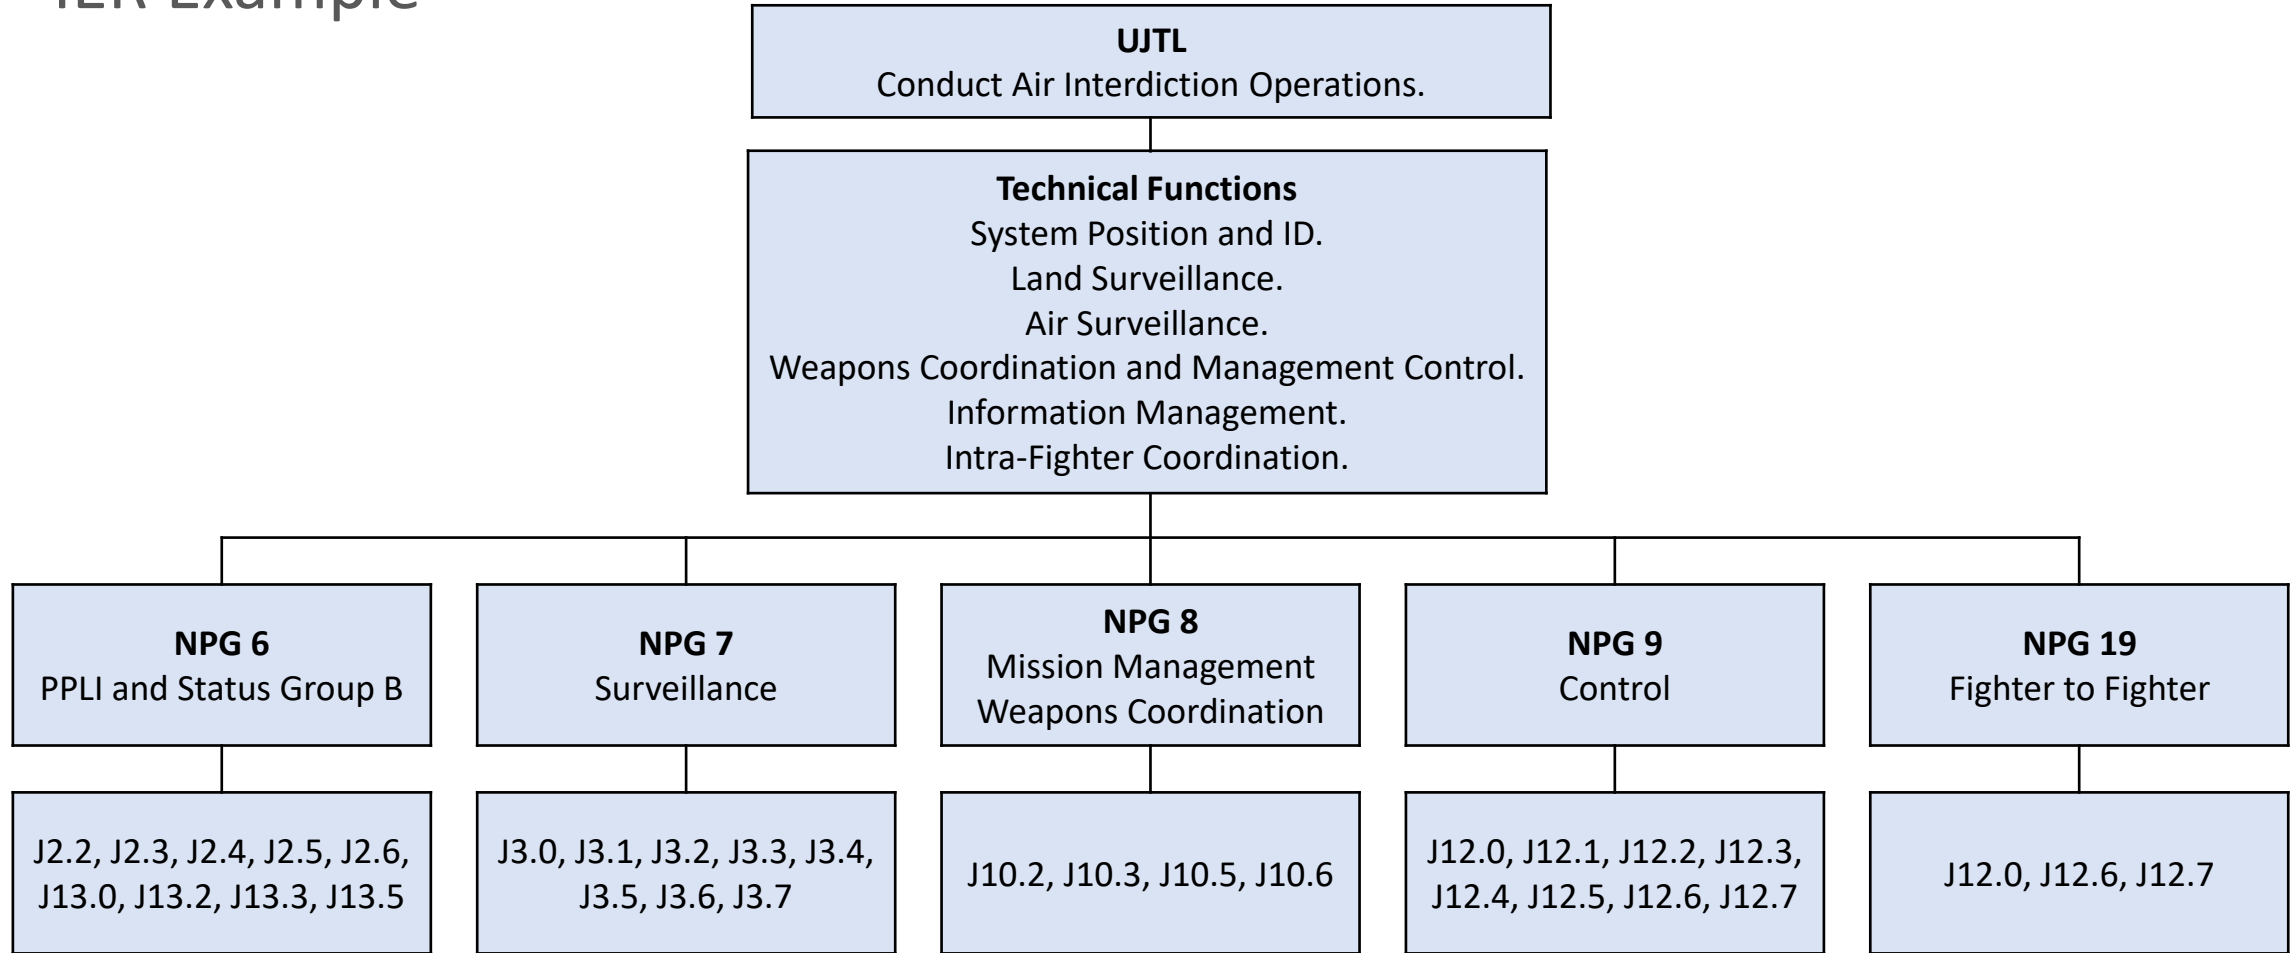 IER Example
UJTL
Conduct Air Interdiction Operations.
Technical Functions
System Position and ID.
Land Surveillance.
Air Surveillance.
Weapons Coordination and Management Control.
Information Management.
Intra-Fighter Coordination.
NPG 6
PPLI and Status Group B
NPG 7
Surveillance
NPG 8
Mission Management
Weapons Coordination
NPG 9
Control
NPG 19
Fighter to Fighter
J2.2, J2.3, J2.4, J2.5, J2.6,
J13.0, J13.2, J13.3, J13.5
J3.0, J3.1, J3.2, J3.3, J3.4,
J3.5, J3.6, J3.7
J10.2, J10.3, J10.5, J10.6
J12.0, J12.1, J12.2, J12.3,
J12.4, J12.5, J12.6, J12.7
J12.0, J12.6, J12.7